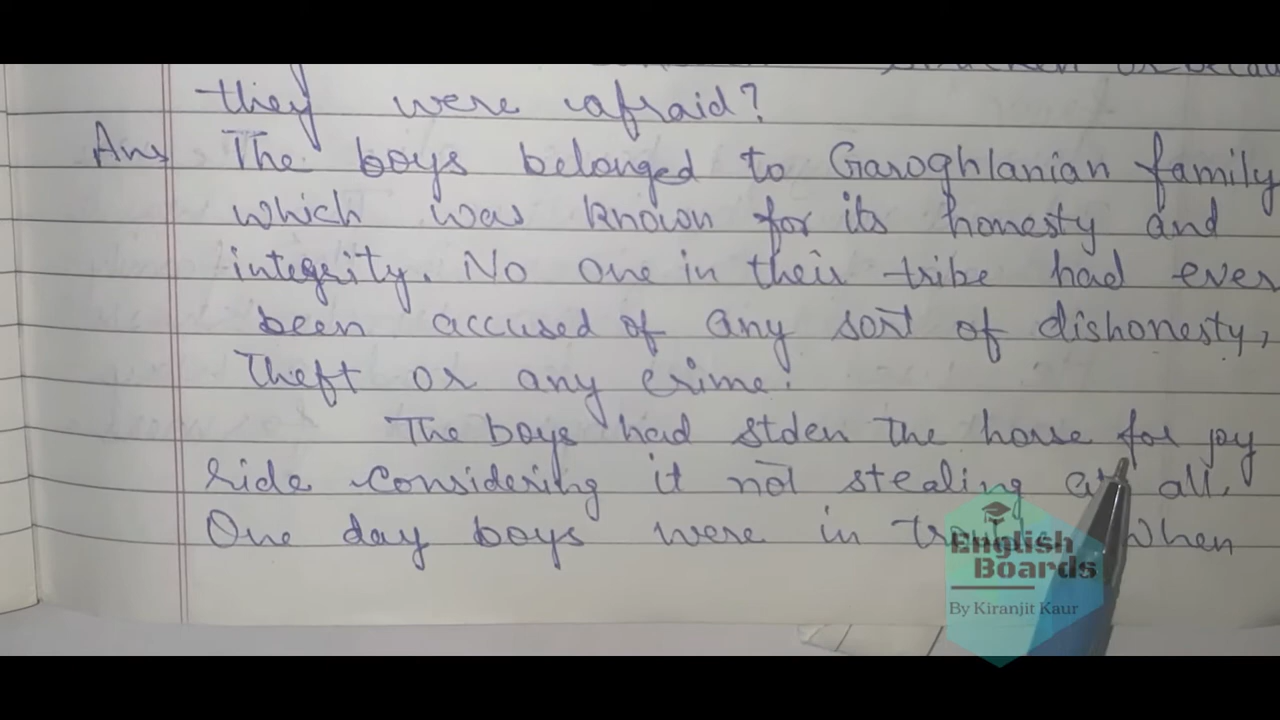 they were afraid?
Ans The boys belonged to Garoghlanian family
which was known for its honesty and
integrity. No one in their tribe had ever
been accused of any sort of dishonesty,
Theft or any crime.
The boys had stolen the horse for joy
ride considering it not stealing at all.
One day boys were in When
English
Boards
By Kiranjit Kaur